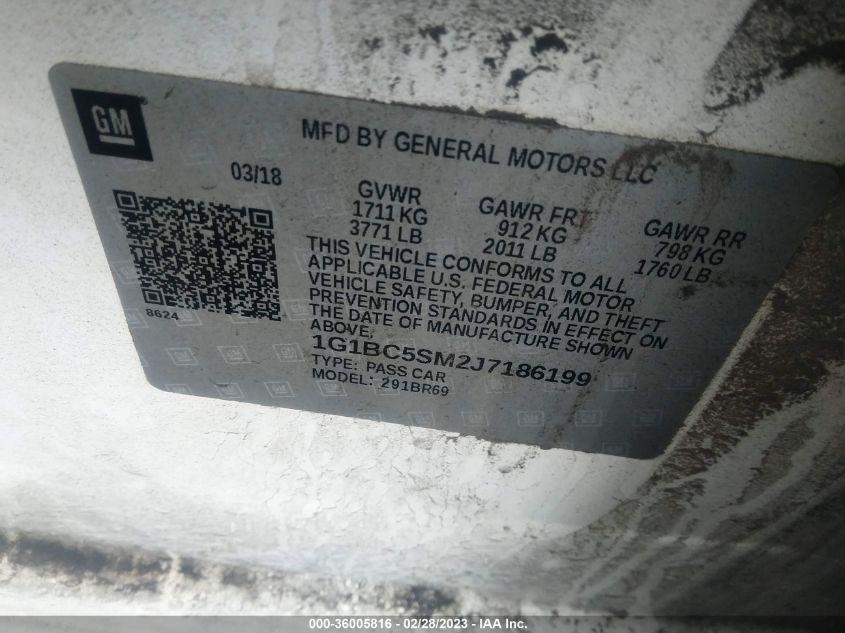 GM
MFD BY GENERAL MOTORS LLC
03/18
GVWR GAWR FRT GAWR RR
1711 KG 912 KG 798 KG
3771 LB 2011 LB 1760 LB
THIS VEHICLE CONFORMS TO ALL
APPLICABLE U.S. FEDERAL MOTOR
VEHICLE SAFETY, BUMPER, AND THEFT
PREVENTION STANDARDS IN EFFECT ON
THE DATE OF MANUFACTURE SHOWN
ABOVE.
8624
1G1BC5SM2J7186199
TYPE: PASS CAR
MODEL: 291BR69
000-36005816 - 02/28/2023 - IAA Inc.